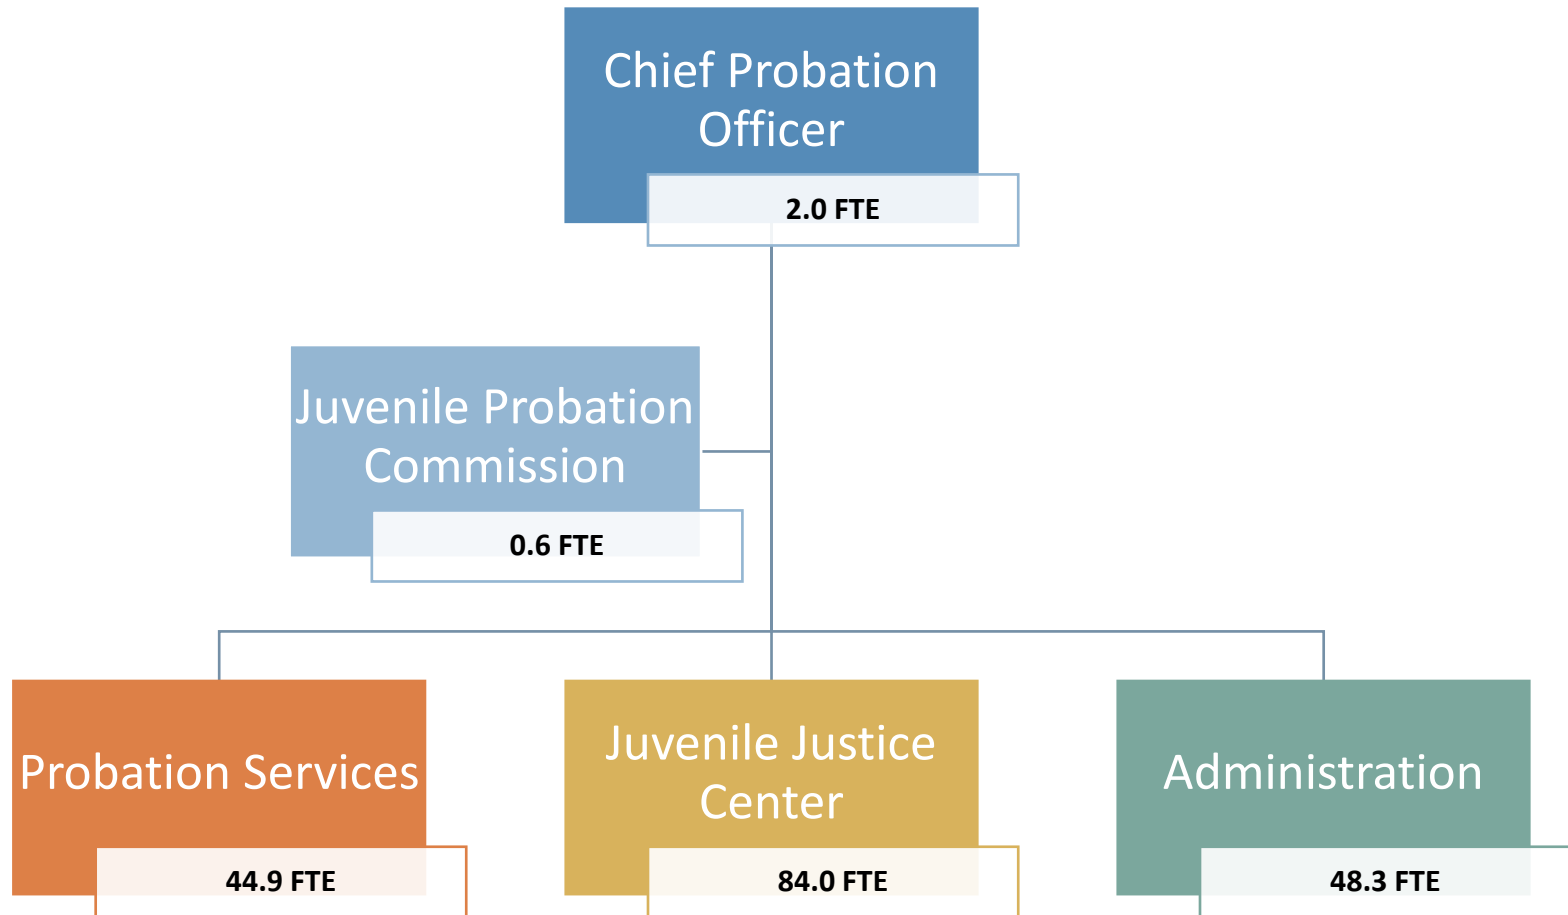 Chief Probation
Officer
2.0 FTE
Juvenile Probation
Commission
0.6 FTE
Probation Services
44.9 FTE
Juvenile Justice
Center
84.0 FTE
Administration
48.3 FTE